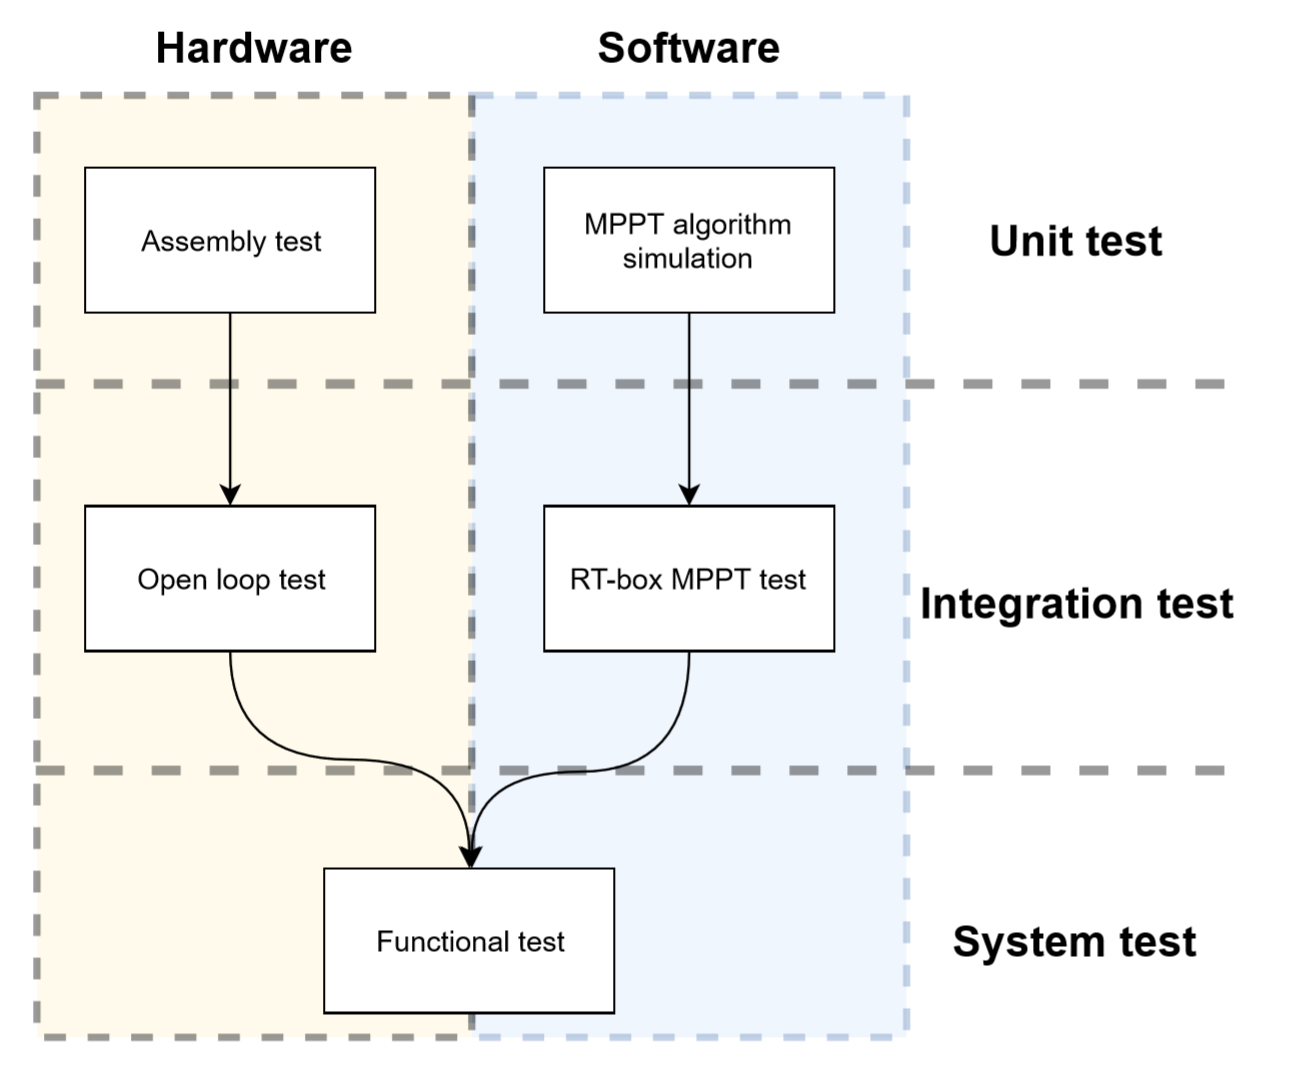 Hardware
Software
Assembly test
MPPT algorithm
simulation
Unit test
Open loop test
RT-box MPPT test
Integration test
Functional test
System test